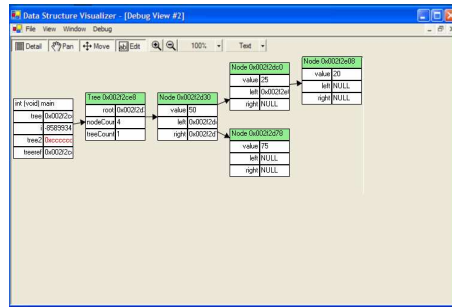 Data Structure Visualizer - [Debug View #2]
File View Window Debug
Detail Pan Move Edit 100% Text
int (void) main
tree 0x002f2c
i -8589934
tree2 0xcccccc
treeref 0x002f2c
Tree 0x002f2ce8
root 0x002f2d
nodeCour 4
treeCount 1
Node 0x002f2d30
value 50
left 0x002f2d
right 0x002f2d
Node 0x002f2dc0
value 25
left 0x002f2e
right NULL
Node 0x002f2e08
value 20
left NULL
right NULL
Node 0x002f2d78
value 75
left NULL
right NULL